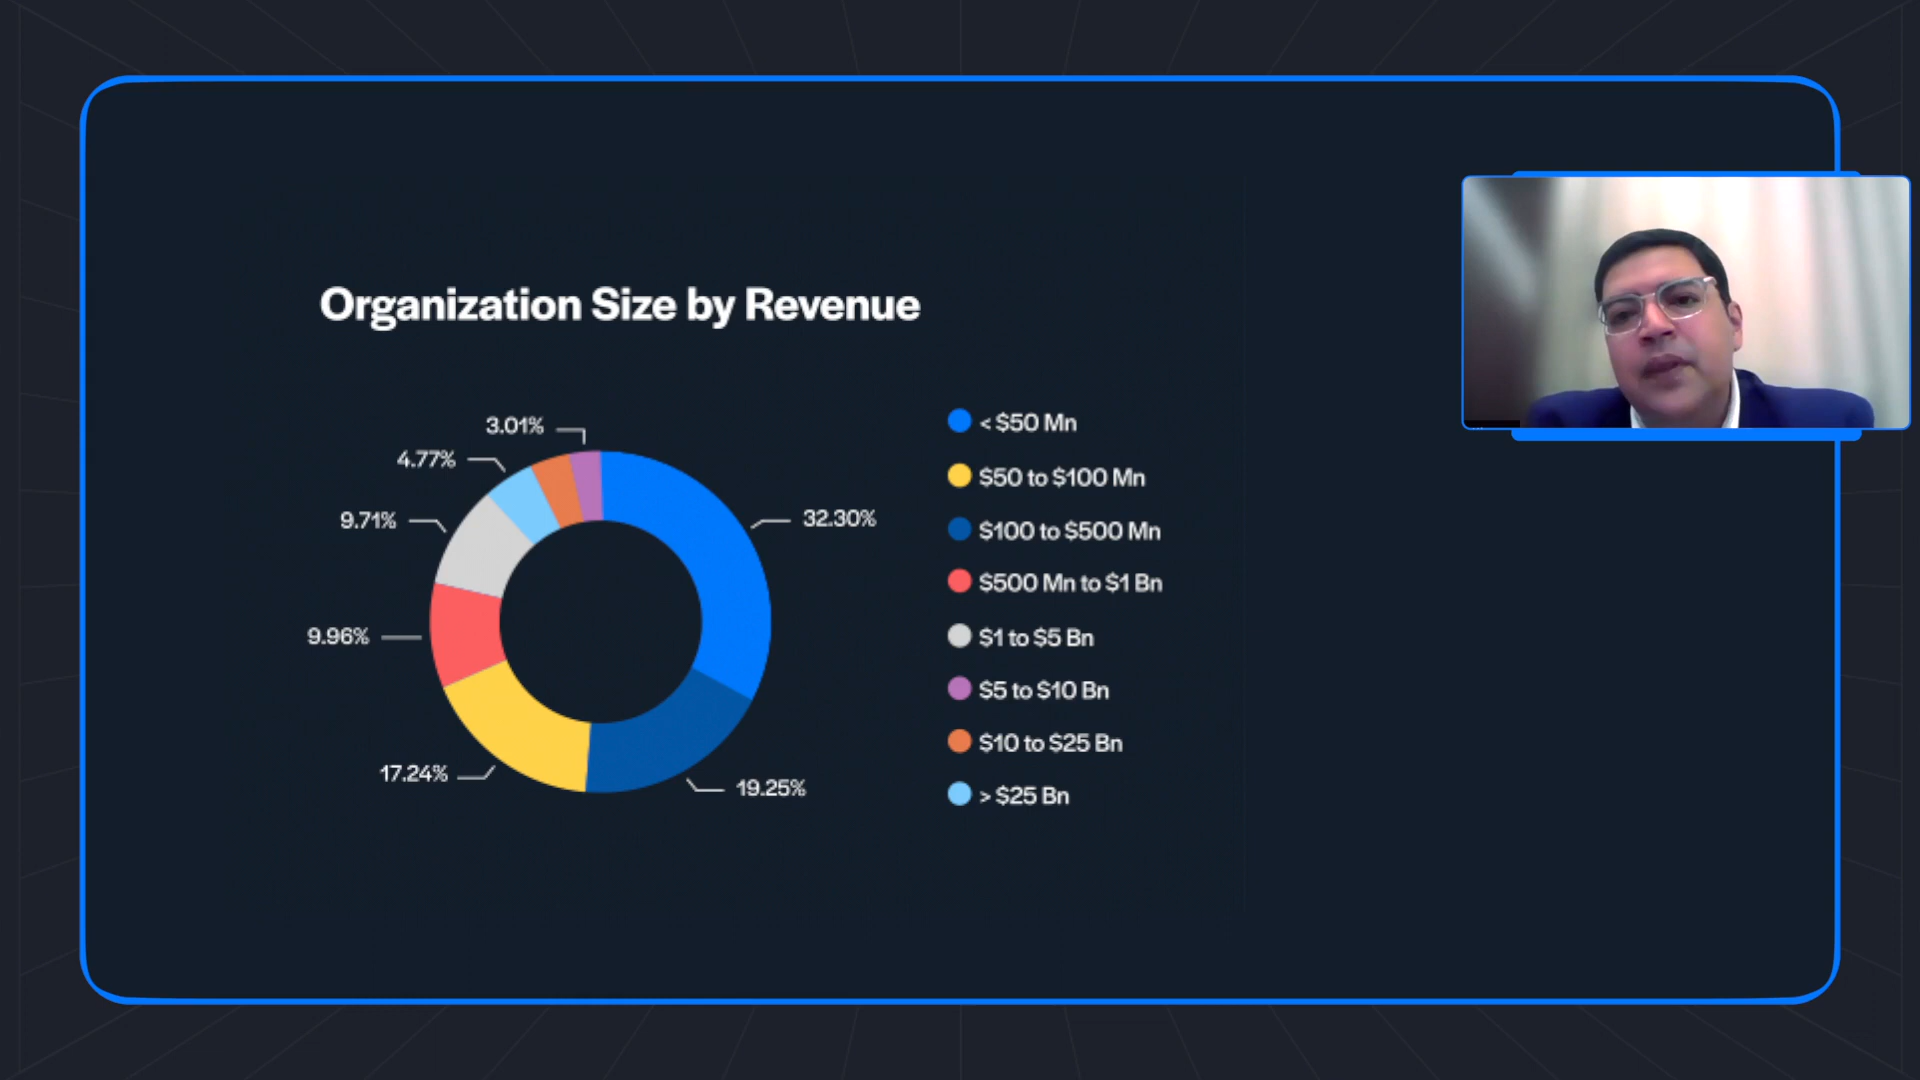 Organization Size by Revenue
3.01%
4.77%
9.71%
32.30%
9.96%
17.24%
19.25%
< $50 Mn
$50 to $100 Mn
$100 to $500 Mn
$500 Mn to $1 Bn
$1 to $5 Bn
$5 to $10 Bn
$10 to $25 Bn
> $25 Bn